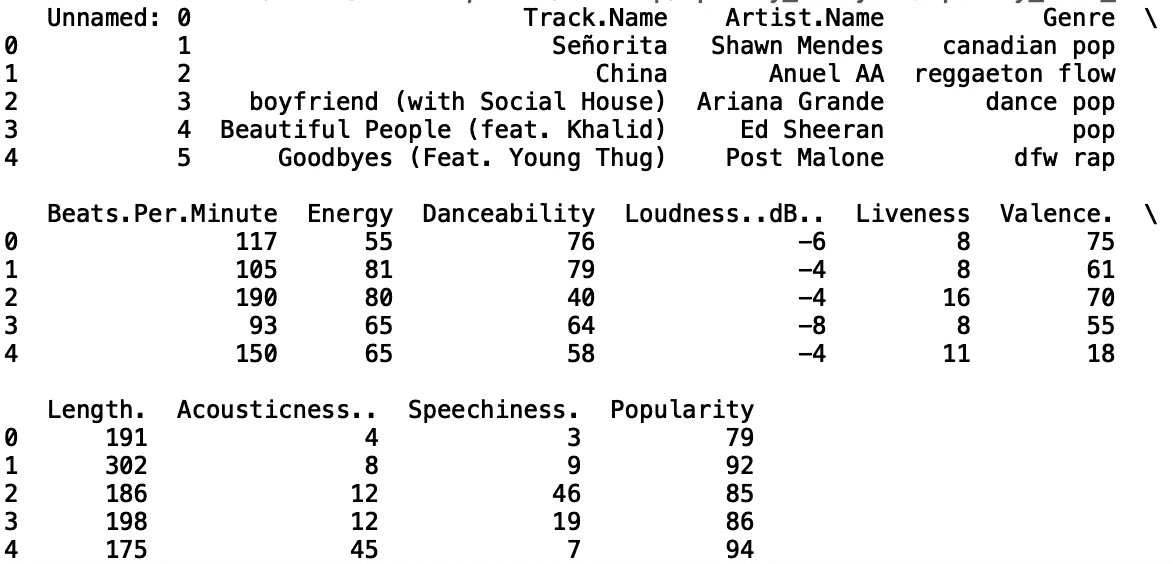 Unnamed: 0 Track.Name Artist.Name Genre \
0 1 Señorita Shawn Mendes canadian pop
1 2 China Anuel AA reggaeton flow
2 3 boyfriend (with Social House) Ariana Grande dance pop
3 4 Beautiful People (feat. Khalid) Ed Sheeran pop
4 5 Goodbyes (Feat. Young Thug) Post Malone dfw rap
Beats.Per.Minute Energy Danceability Loudness..dB.. Liveness Valence. \
0 117 55 76 -6 8 75
1 105 81 79 -4 8 61
2 190 80 40 -4 16 70
3 93 65 64 -8 8 55
4 150 65 58 -4 11 18
Length. Acousticness.. Speechiness. Popularity
0 191 4 3 79
1 302 8 9 92
2 186 12 46 85
3 198 12 19 86
4 175 45 7 94